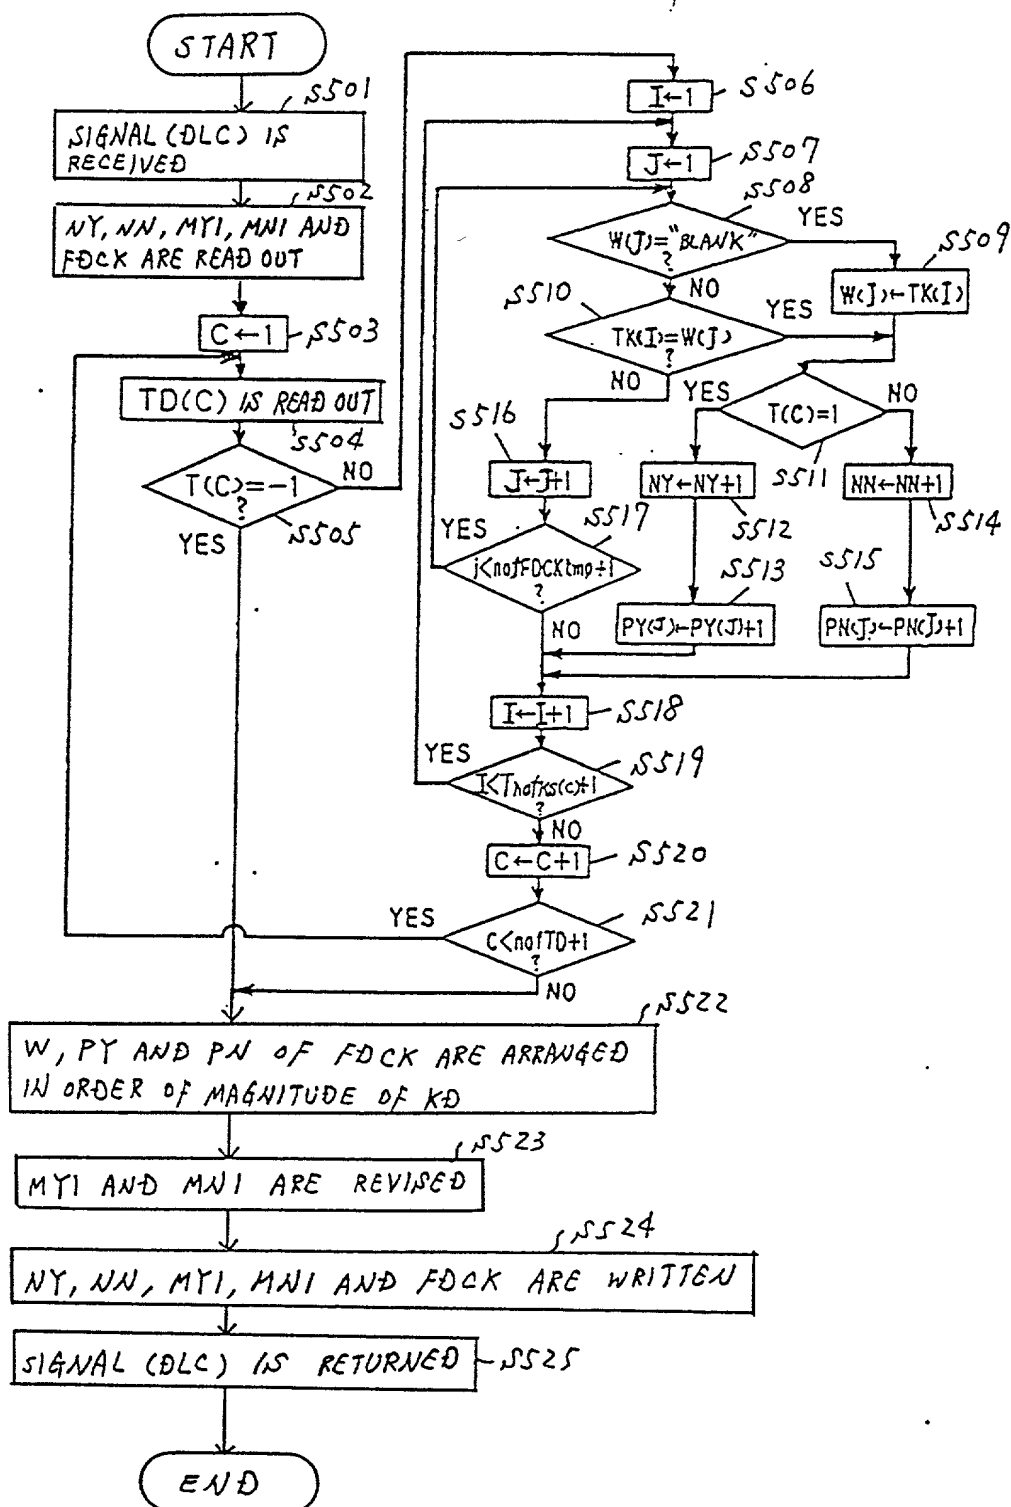 START
S501
SIGNAL (DLC) IS
RECEIVED
S502
NY, NN, MYI, MNI AND
FDCK ARE READ OUT
C←1
S503
TD(C) IS READ OUT
S504
T(C)=-1
?
NO
YES
S505
I←1
S506
J←1
S507
S508
W(J)="BLANK"
?
YES
NO
S509
W(J)←TK(I)
S510
TK(I)=W(J)
?
YES
NO
T(C)=1
YES
NO
S511
S516
J←J+1
NY←NY+1
S512
NN←NN+1
S514
S517
YES
j<nofFDCKtmp+1
?
NO
S513
PY(J)←PY(J)+1
S515
PN(J)←PN(J)+1
I←I+1
S518
YES
S519
I<Tnofks(c)+1
?
NO
C←C+1
S520
YES
S521
C<nofTD+1
?
NO
S522
W, PY AND PN OF FDCK ARE ARRANGED
IN ORDER OF MAGNITUDE OF KD
S523
MYI AND MNI ARE REVISED
S524
NY, NN, MYI, MNI AND FDCK ARE WRITTEN
SIGNAL (DLC) IS RETURNED
S525
END